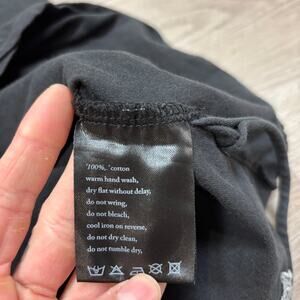 '100%.' cotton
warm hand wash,
dry flat without delay,
do not wring,
do not bleach,
cool iron on reverse,
do not dry clean,
do not tumble dry,